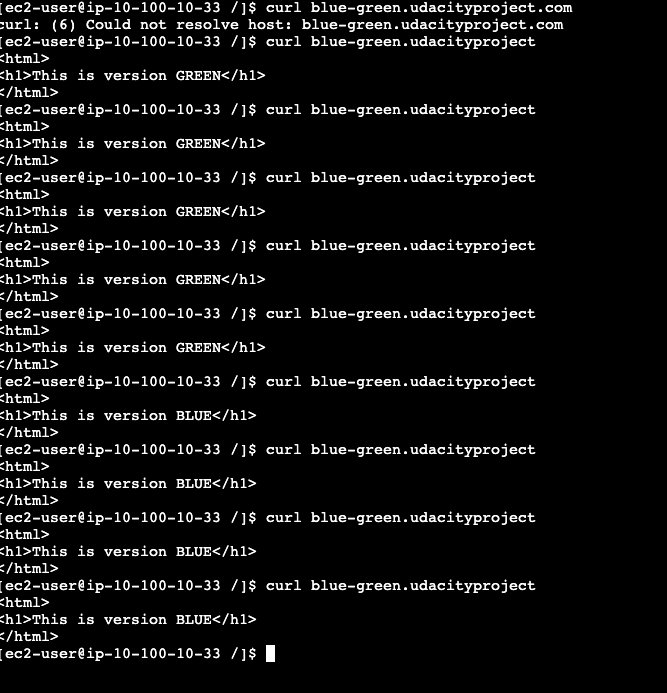 [ec2-user@ip-10-100-10-33 /]$ curl blue-green.udacityproject.com
curl: (6) Could not resolve host: blue-green.udacityproject.com
[ec2-user@ip-10-100-10-33 /]$ curl blue-green.udacityproject
<html>
<h1>This is version GREEN</h1>
</html>
[ec2-user@ip-10-100-10-33 /]$ curl blue-green.udacityproject
<html>
<h1>This is version GREEN</h1>
</html>
[ec2-user@ip-10-100-10-33 /]$ curl blue-green.udacityproject
<html>
<h1>This is version GREEN</h1>
</html>
[ec2-user@ip-10-100-10-33 /]$ curl blue-green.udacityproject
<html>
<h1>This is version GREEN</h1>
</html>
[ec2-user@ip-10-100-10-33 /]$ curl blue-green.udacityproject
<html>
<h1>This is version GREEN</h1>
</html>
[ec2-user@ip-10-100-10-33 /]$ curl blue-green.udacityproject
<html>
<h1>This is version BLUE</h1>
</html>
[ec2-user@ip-10-100-10-33 /]$ curl blue-green.udacityproject
<html>
<h1>This is version BLUE</h1>
</html>
[ec2-user@ip-10-100-10-33 /]$ curl blue-green.udacityproject
<html>
<h1>This is version BLUE</h1>
</html>
[ec2-user@ip-10-100-10-33 /]$ curl blue-green.udacityproject
<html>
<h1>This is version BLUE</h1>
</html>
[ec2-user@ip-10-100-10-33 /]$